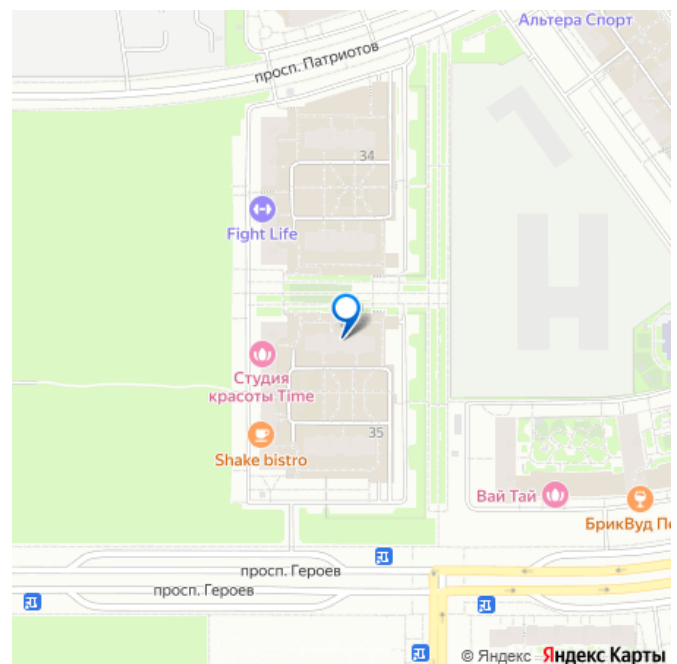 Альтера Спорт
просп. Патриотов
34
Fight Life
Студия
красоты Time
35
Shake bistro
Вай Тай
БрикВуд
просп. Героев
просп. Героев
© Яндекс Яндекс Карты